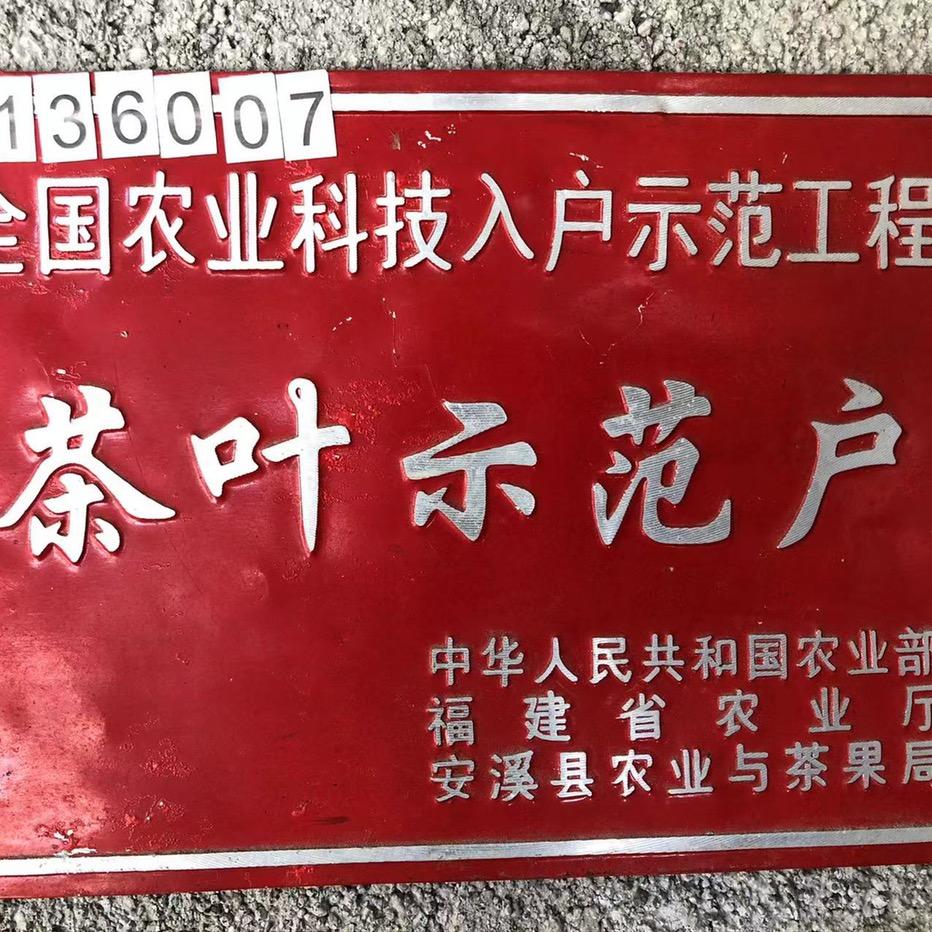 136007
全国农业科技入户示范工程
茶叶示范户
中华人民共和国农业部
福建省农业厅
安溪县农业与茶果局